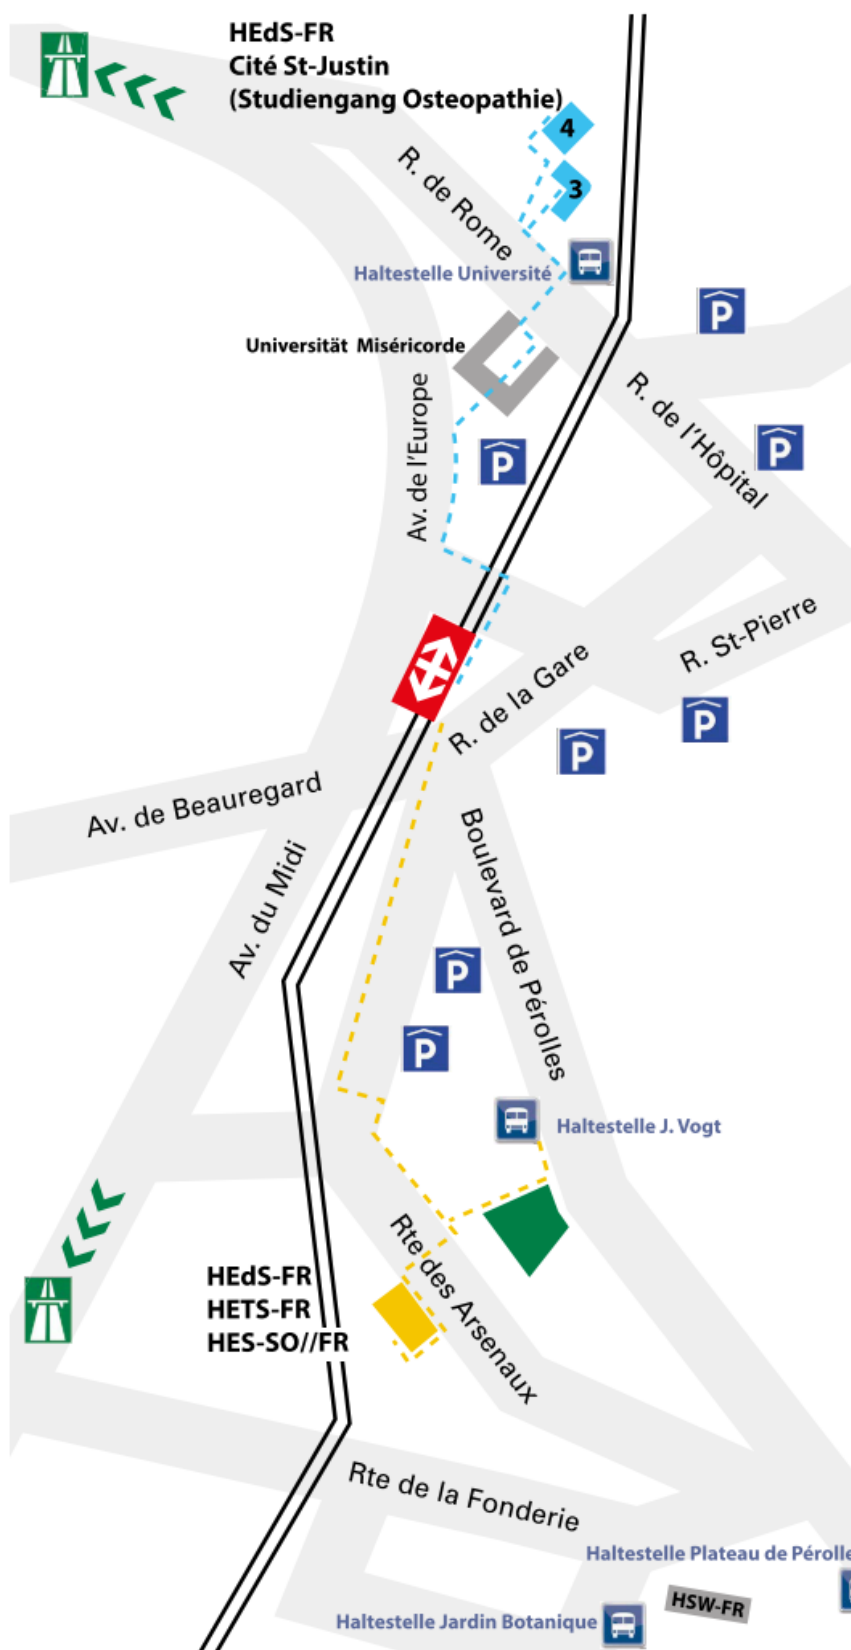 HEdS-FR
Cité St-Justin
(Studiengang Osteopathie)
4
3
R. de Rome
Haltestelle Université
P
Universität Miséricorde
R. de l'Hôpital
Av. de l'Europe
P
P
R. St-Pierre
R. de la Gare
P
P
Av. de Beauregard
Boulevard de Pérolles
Av. du Midi
P
P
Haltestelle J. Vogt
Rte des Arsenaux
HEdS-FR
HETS-FR
HES-SO//FR
Rte de la Fonderie
Haltestelle Plateau de Pérolle
HSW-FR
Haltestelle Jardin Botanique